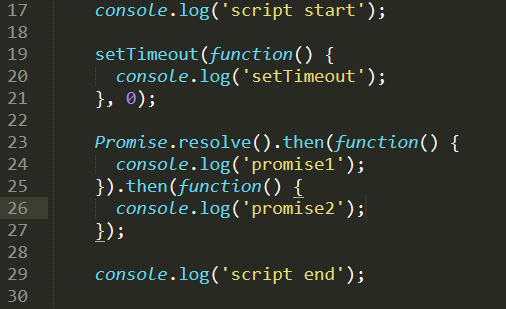 17 console.log('script start');
18
19 setTimeout(function() {
20 console.log('setTimeout');
21 }, 0);
22
23 Promise.resolve().then(function() {
24 console.log('promise1');
25 }).then(function() {
26 console.log('promise2');
27 });
28
29 console.log('script end');
30